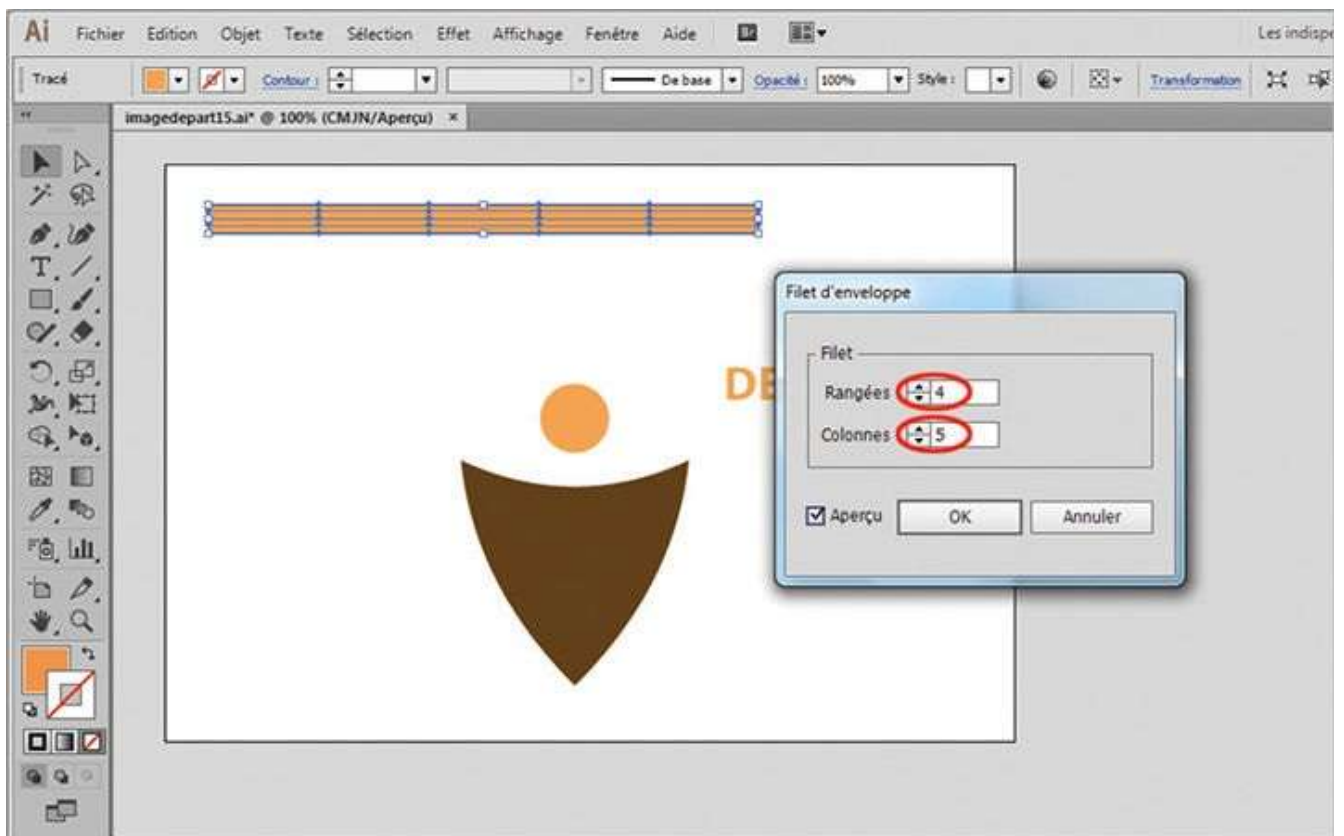 Ai Fichier Edition Objet Texte Sélection Effet Affichage Fenêtre Aide Br Les indispe
Tracé Contour : De base Opacité : 100% Style : Transformation
imagedepart15.ai* @ 100% (CMJN/Aperçu) ×
Filet d'enveloppe
Filet
DE
Rangées 4
Colonnes 5
Aperçu OK Annuler